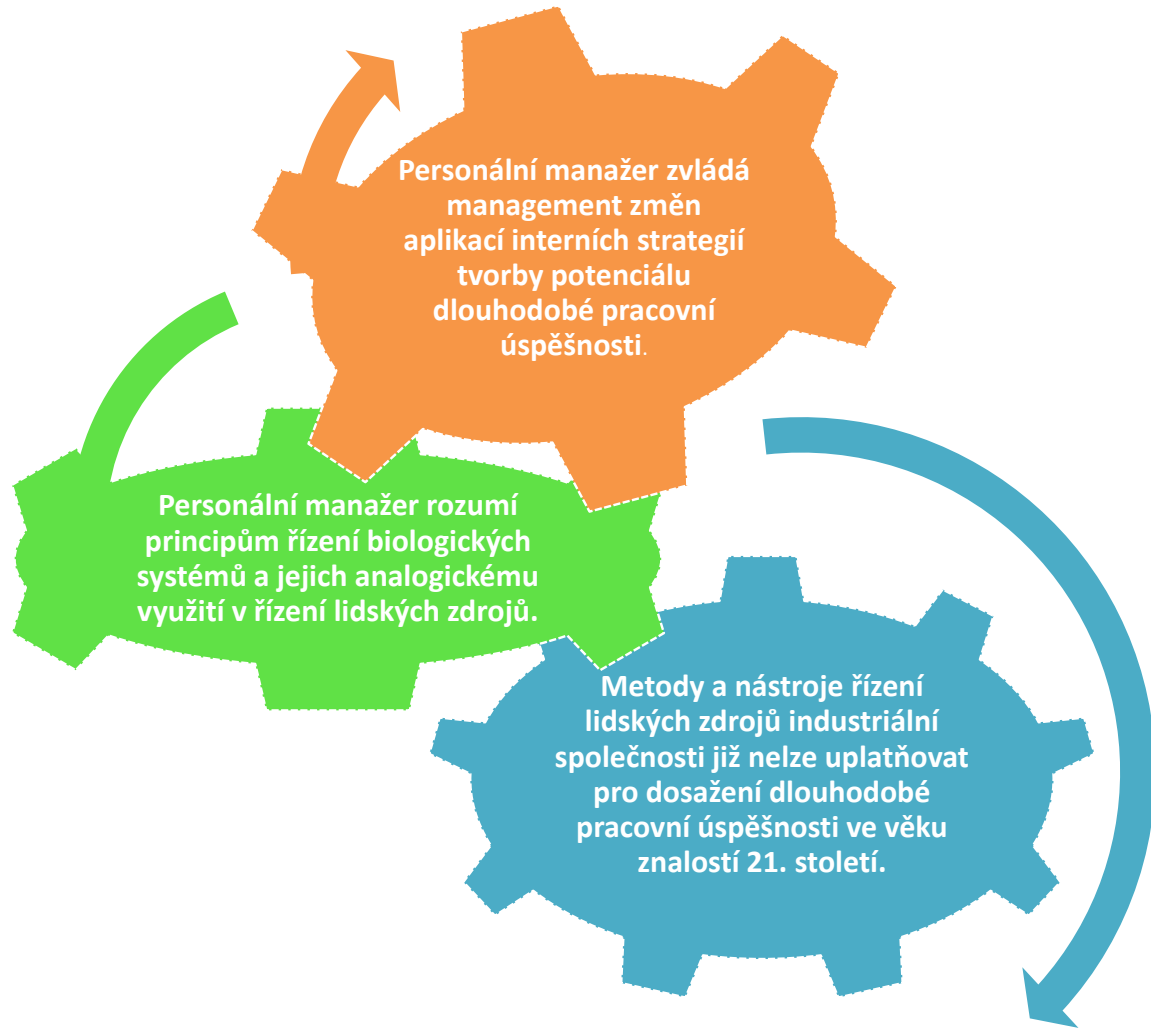 Personální manažer zvládá
management změn
aplikací interních strategií
tvorby potenciálu
dlouhodobé pracovní
úspěšnosti.
Personální manažer rozumí
principům řízení biologických
systémů a jejich analogickému
využití v řízení lidských zdrojů.
Metody a nástroje řízení
lidských zdrojů industriální
společnosti již nelze uplatňovat
pro dosažení dlouhodobé
pracovní úspěšnosti ve věku
znalostí 21. století.